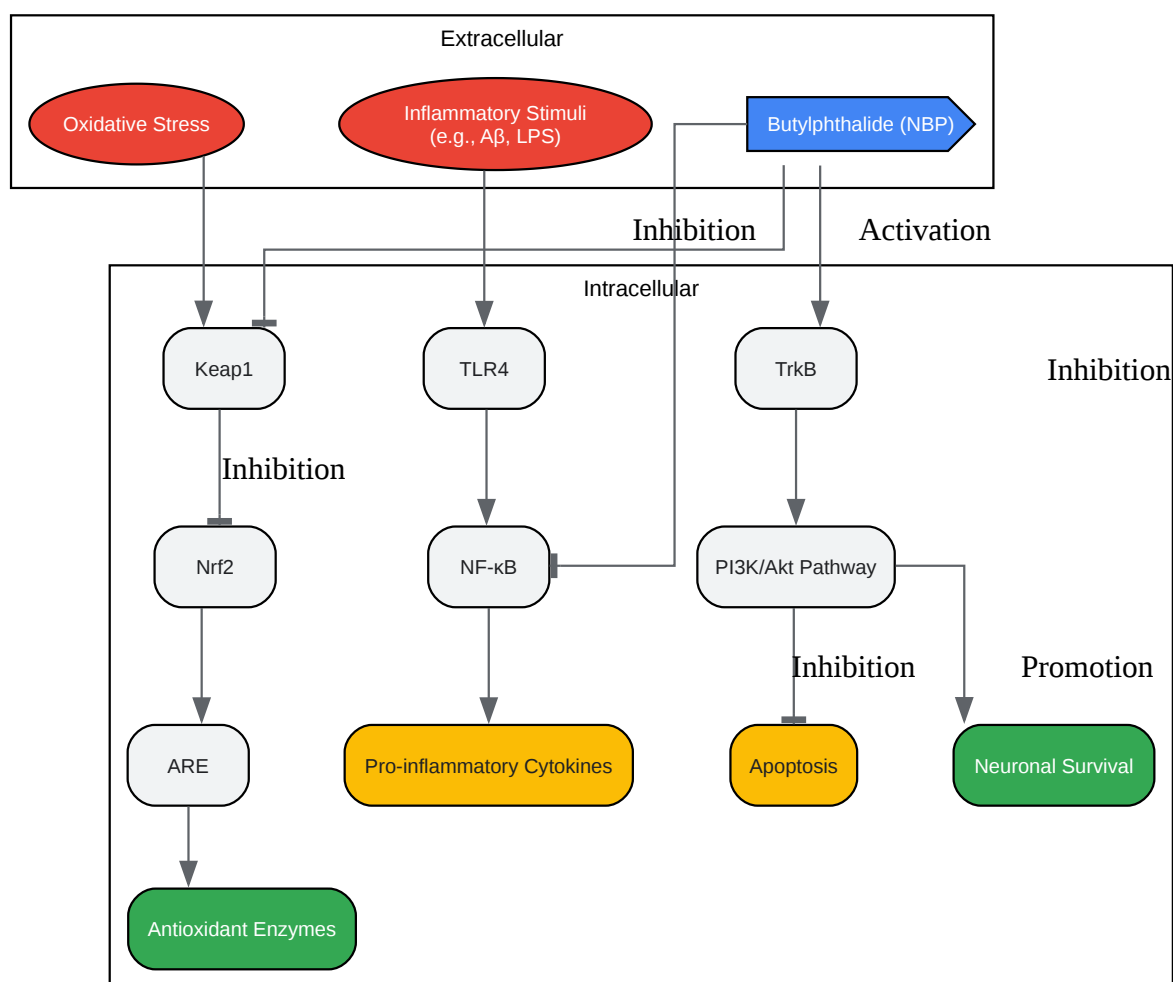 Extracellular
Oxidative Stress
Inflammatory Stimuli
(e.g., Aβ, LPS)
Butylphthalide (NBP)
Inhibition
Activation
Intracellular
Keap1
TLR4
TrkB
Inhibition
Inhibition
Nrf2
NF-κB
PI3K/Akt Pathway
Inhibition
Promotion
ARE
Pro-inflammatory Cytokines
Apoptosis
Neuronal Survival
Antioxidant Enzymes